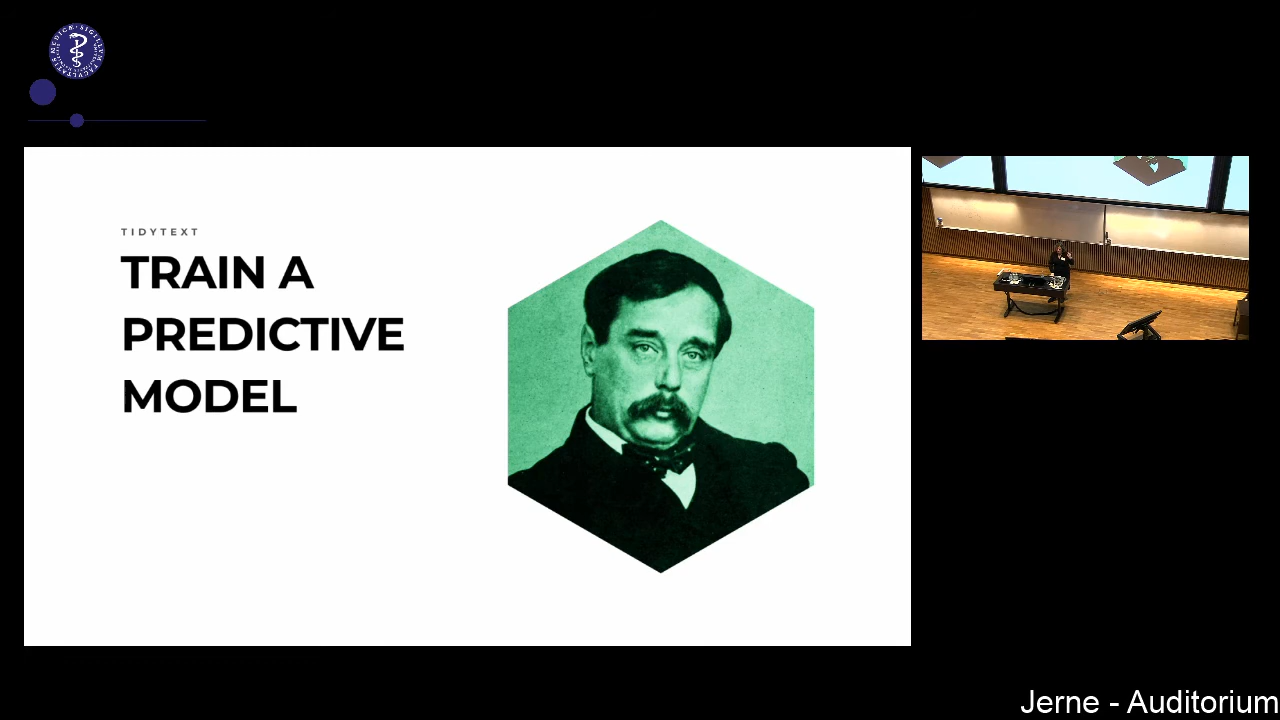 TIDYTEXT
TRAIN A
PREDICTIVE
MODEL
Jerne - Auditorium